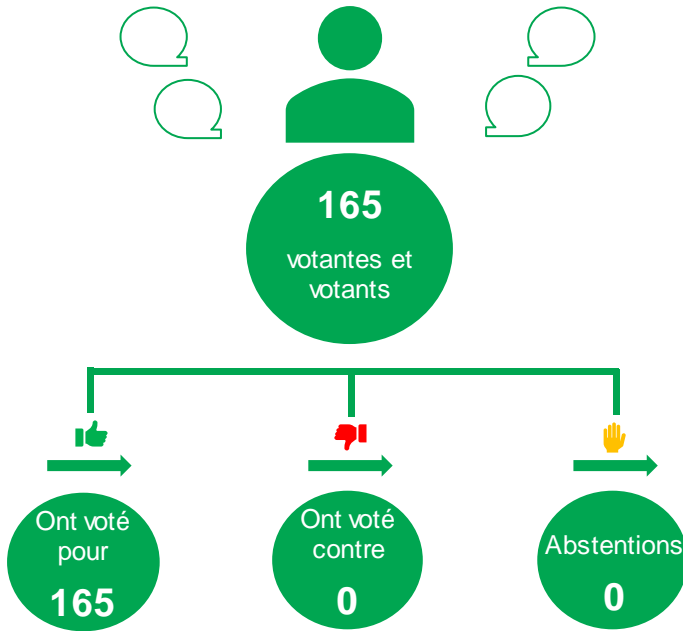 165
votantes et
votants
Ont voté
pour
165
Ont voté
contre
0
Abstentions
0